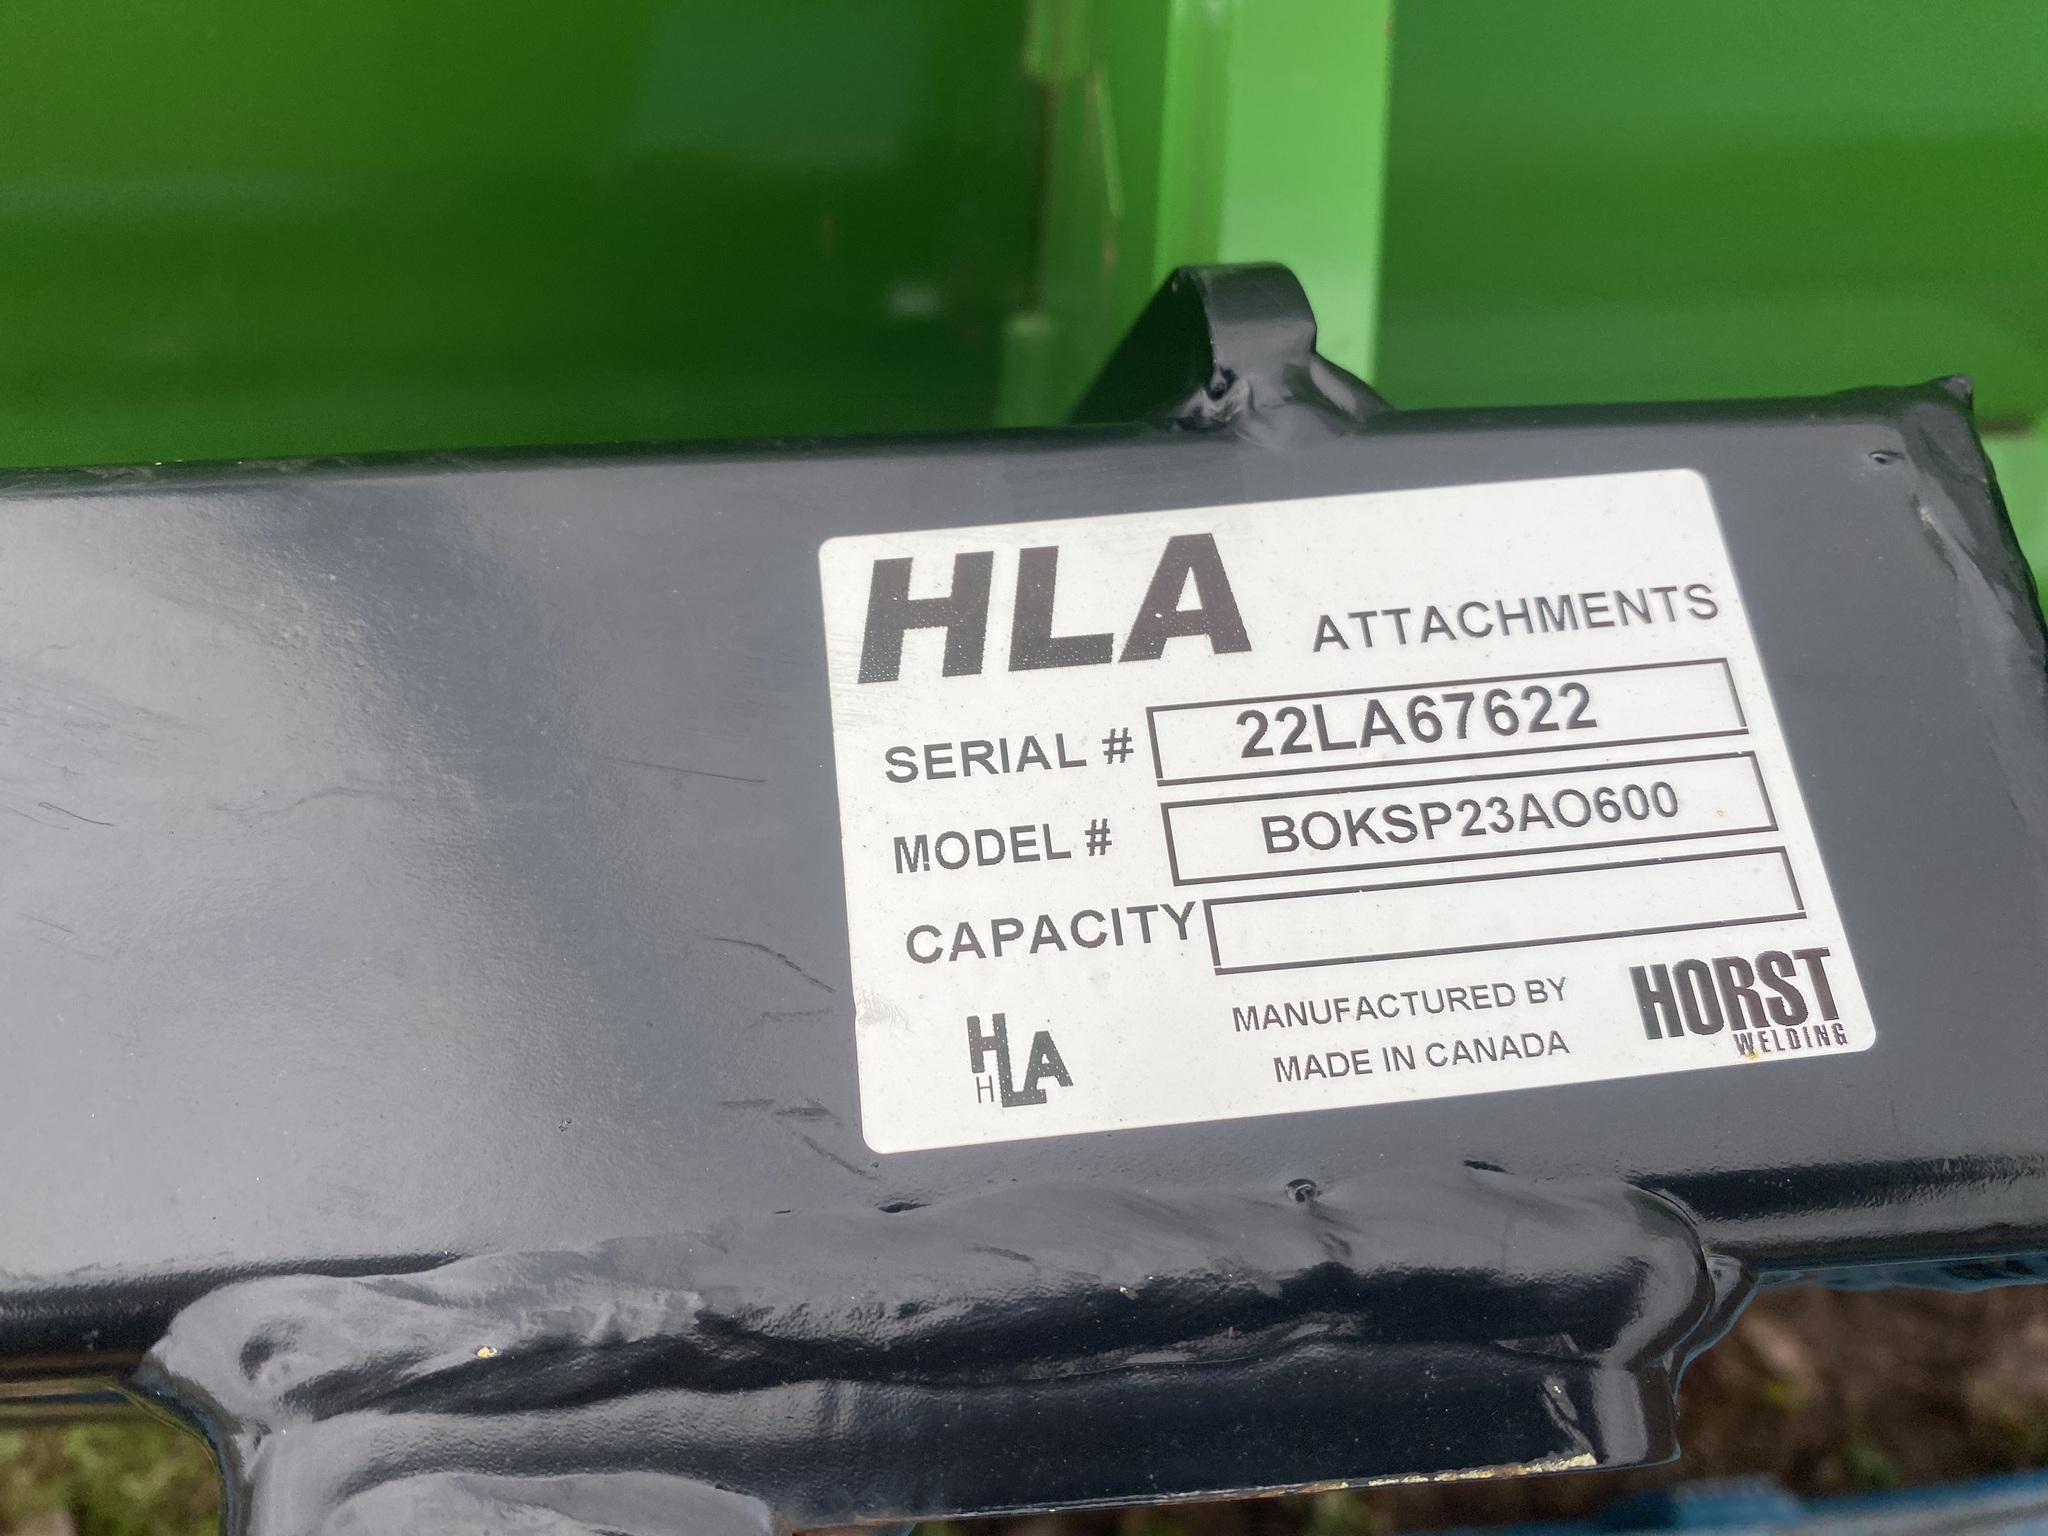 HLA ATTACHMENTS
SERIAL # 22LA67622
MODEL # BOKSP23AO600
CAPACITY
HLA
H
MANUFACTURED BY
MADE IN CANADA
HORST
WELDING